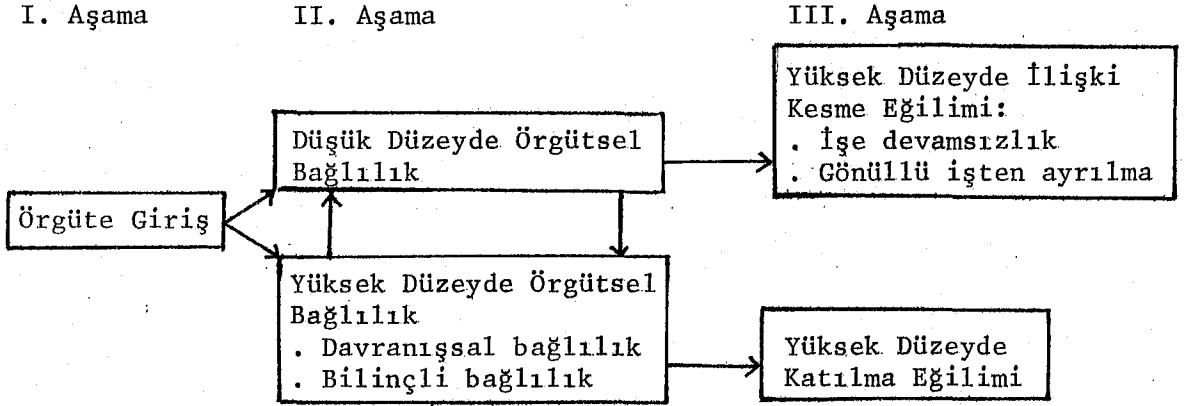 I. Aşama
II. Aşama
III. Aşama
Örgüte Giriş
Düşük Düzeyde Örgütsel
Bağlılık
Yüksek Düzeyde Örgütsel
Bağlılık
. Davranışsal bağlılık
. Bilinçli bağlılık
Yüksek Düzeyde İlişki
Kesme Eğilimi:
. İşe devamsızlık
. Gönüllü işten ayrılma
Yüksek Düzeyde
Katılma Eğilimi